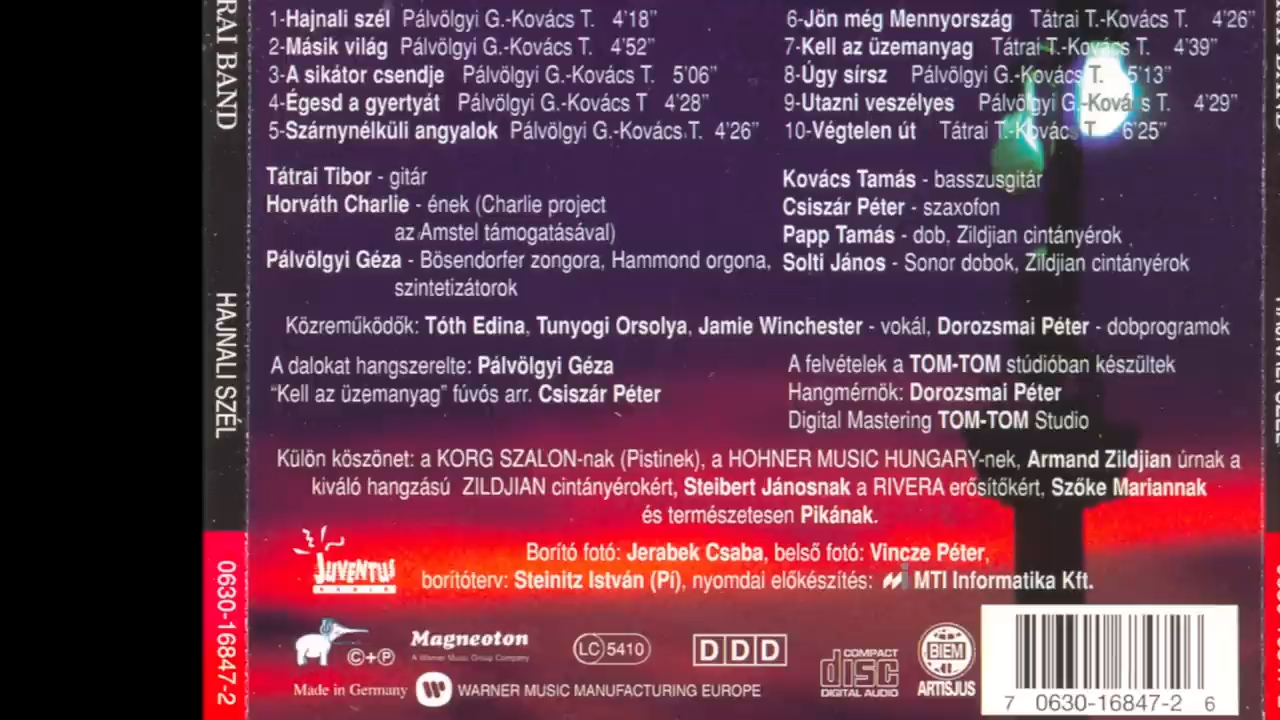 1-Hajnali szél Pálvölgyi G.-Kovács T. 4'18"
2-Másik világ Pálvölgyi G.-Kovács T. 4'52"
3-A sikátor csendje Pálvölgyi G.-Kovács T. 5'06"
4-Égesd a gyertyát Pálvölgyi G.-Kovács T 4'28"
5-Szárnynélküli angyalok Pálvölgyi G.-Kovács T. 4'26"
6-Jön még Mennyország Tátrai T.-Kovács T. 4'26"
7-Kell az üzemanyag Tátrai T.-Kovács T. 4'39"
8-Úgy sírsz Pálvölgyi G.-Kovács T. 5'13"
9-Utazni veszélyes Pálvölgyi G.-Kovács T. 4'29"
10-Végtelen út Tátrai T.-Kovács T. 6'25"
Tátrai Tibor - gitár
Horváth Charlie - ének (Charlie project
az Amstel támogatásával)
Pálvölgyi Géza - Bösendorfer zongora, Hammond orgona,
szintetizátorok
Kovács Tamás - basszusgitár
Csiszár Péter - szaxofon
Papp Tamás - dob, Zildjian cintányérok
Solti János - Sonor dobok, Zildjian cintányérok
Közreműködők: Tóth Edina, Tunyogi Orsolya, Jamie Winchester - vokál, Dorozsmai Péter - dobprogramok
A dalokat hangszerelte: Pálvölgyi Géza
"Kell az üzemanyag" fúvós arr. Csiszár Péter
A felvételek a TOM-TOM stúdióban készültek
Hangmérnök: Dorozsmai Péter
Digital Mastering TOM-TOM Studio
Külön köszönet: a KORG SZALON-nak (Pistinek), a HOHNER MUSIC HUNGARY-nek, Armand Zildjian úrnak a
kiváló hangzású ZILDJIAN cintányérokért, Steibert Jánosnak a RIVERA erősítőkért, Szőke Mariannak
és természetesen Pikának.
Borító fotó: Jerabek Csaba, belső fotó: Vincze Péter,
borítóterv: Steinitz István (Pí), nyomdai előkészítés: MTI Informatika Kft.
JUVENTUS
RÁDIÓ
©+℗
Magneoton
A Warner Music Group Company
LC 5410
DDD
COMPACT
disc
DIGITAL AUDIO
BIEM
ARTISJUS
Made in Germany
WARNER MUSIC MANUFACTURING EUROPE
7 0630-16847-2 6
RAI BAND
HAJNALI SZÉL
0630-16847-2